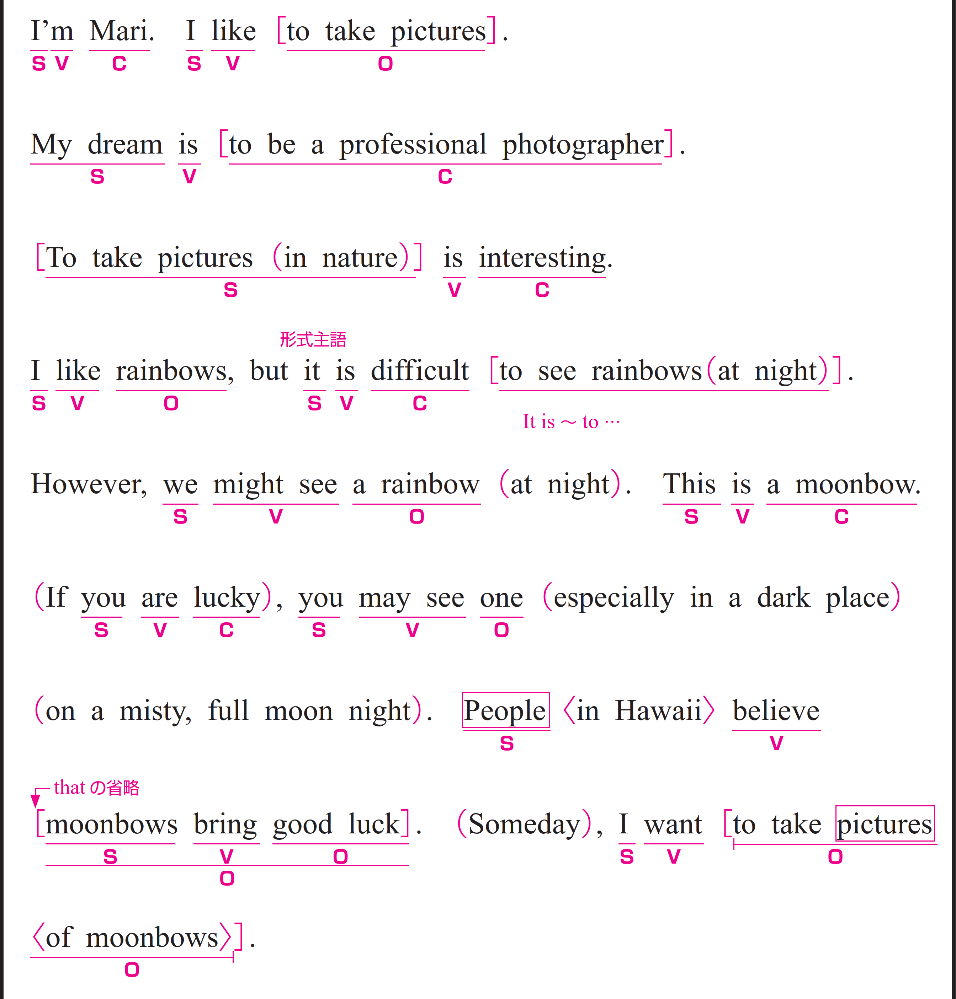 I’m Mari. I like [to take pictures].
S V C S V O
My dream is [to be a professional photographer].
S V C
[To take pictures (in nature)] is interesting.
S V C
形式主語
I like rainbows, but it is difficult [to see rainbows(at night)].
S V O S V C
It is ～ to …
However, we might see a rainbow (at night). This is a moonbow.
S V O S V C
(If you are lucky), you may see one (especially in a dark place)
S V C S V O
(on a misty, full moon night). People 〈in Hawaii〉 believe
S V
thatの省略
[moonbows bring good luck]. (Someday), I want [to take pictures
S V O S V O
O
〈of moonbows〉].
O